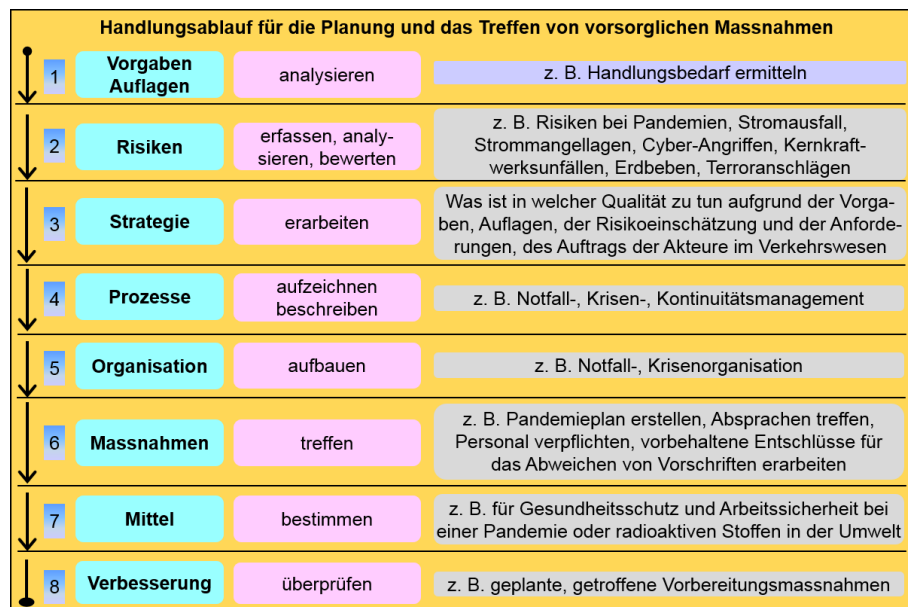 Handlungsablauf für die Planung und das Treffen von vorsorglichen Massnahmen
1
Vorgaben
Auflagen
analysieren
z. B. Handlungsbedarf ermitteln
2
Risiken
erfassen, analy-
sieren, bewerten
z. B. Risiken bei Pandemien, Stromausfall,
Strommangellagen, Cyber-Angriffen, Kernkraft-
werksunfällen, Erdbeben, Terroranschlägen
3
Strategie
erarbeiten
Was ist in welcher Qualität zu tun aufgrund der Vorga-
ben, Auflagen, der Risikoeinschätzung und der Anforde-
rungen, des Auftrags der Akteure im Verkehrswesen
4
Prozesse
aufzeichnen
beschreiben
z. B. Notfall-, Krisen-, Kontinuitätsmanagement
5
Organisation
aufbauen
z. B. Notfall-, Krisenorganisation
6
Massnahmen
treffen
z. B. Pandemieplan erstellen, Absprachen treffen,
Personal verpflichten, vorbehaltene Entschlüsse für
das Abweichen von Vorschriften erarbeiten
7
Mittel
bestimmen
z. B. für Gesundheitsschutz und Arbeitssicherheit bei
einer Pandemie oder radioaktiven Stoffen in der Umwelt
8
Verbesserung
überprüfen
z. B. geplante, getroffene Vorbereitungsmassnahmen